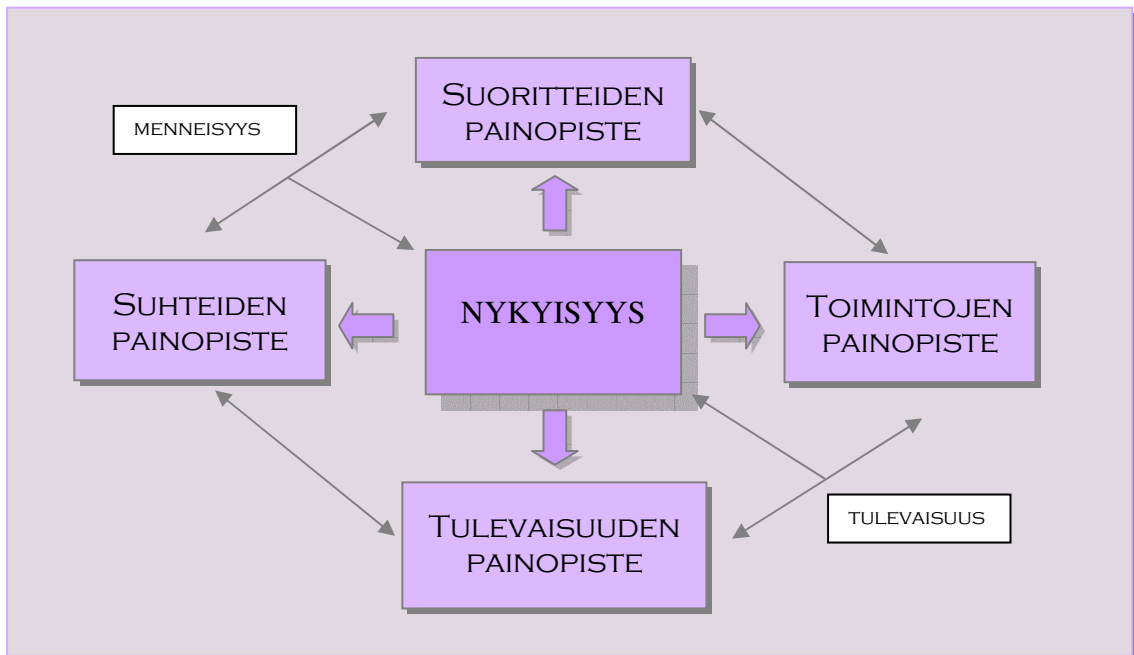 SUORITTEIDEN
PAINOPISTE
MENNEISYYS
SUHTEIDEN
PAINOPISTE
NYKYISYYS
TOIMINTOJEN
PAINOPISTE
TULEVAISUUDEN
PAINOPISTE
TULEVAISUUS